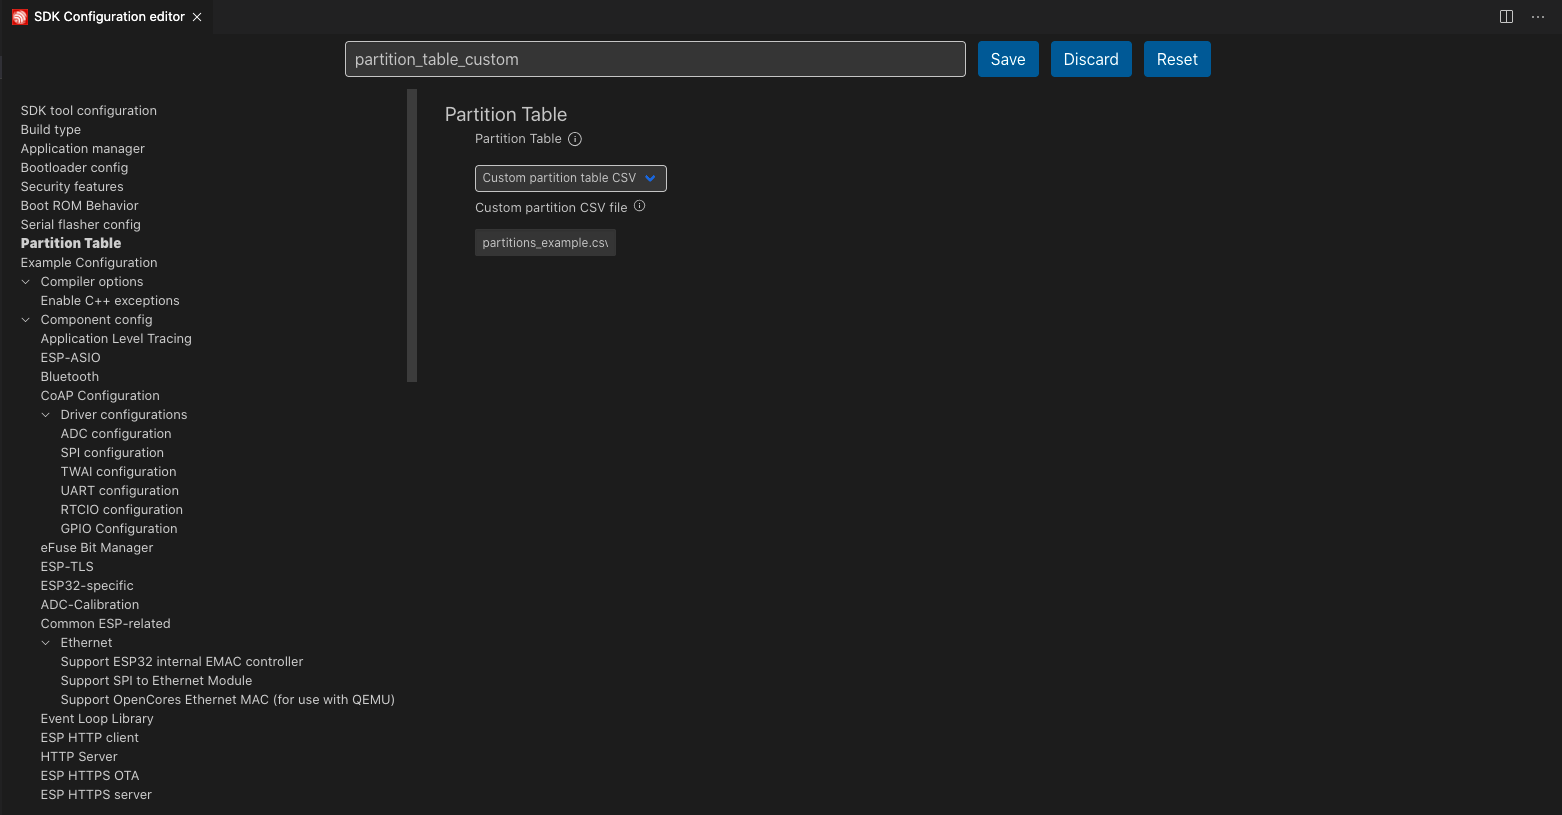 SDK Configuration editor
partition_table_custom
Save
Discard
Reset
SDK tool configuration
Build type
Application manager
Bootloader config
Security features
Boot ROM Behavior
Serial flasher config
Partition Table
Example Configuration
Compiler options
Enable C++ exceptions
Component config
Application Level Tracing
ESP-ASIO
Bluetooth
CoAP Configuration
Driver configurations
ADC configuration
SPI configuration
TWAI configuration
UART configuration
RTCIO configuration
GPIO Configuration
eFuse Bit Manager
ESP-TLS
ESP32-specific
ADC-Calibration
Common ESP-related
Ethernet
Support ESP32 internal EMAC controller
Support SPI to Ethernet Module
Support OpenCores Ethernet MAC (for use with QEMU)
Event Loop Library
ESP HTTP client
HTTP Server
ESP HTTPS OTA
ESP HTTPS server
Partition Table
Partition Table
Custom partition table CSV
Custom partition CSV file
partitions_example.csv